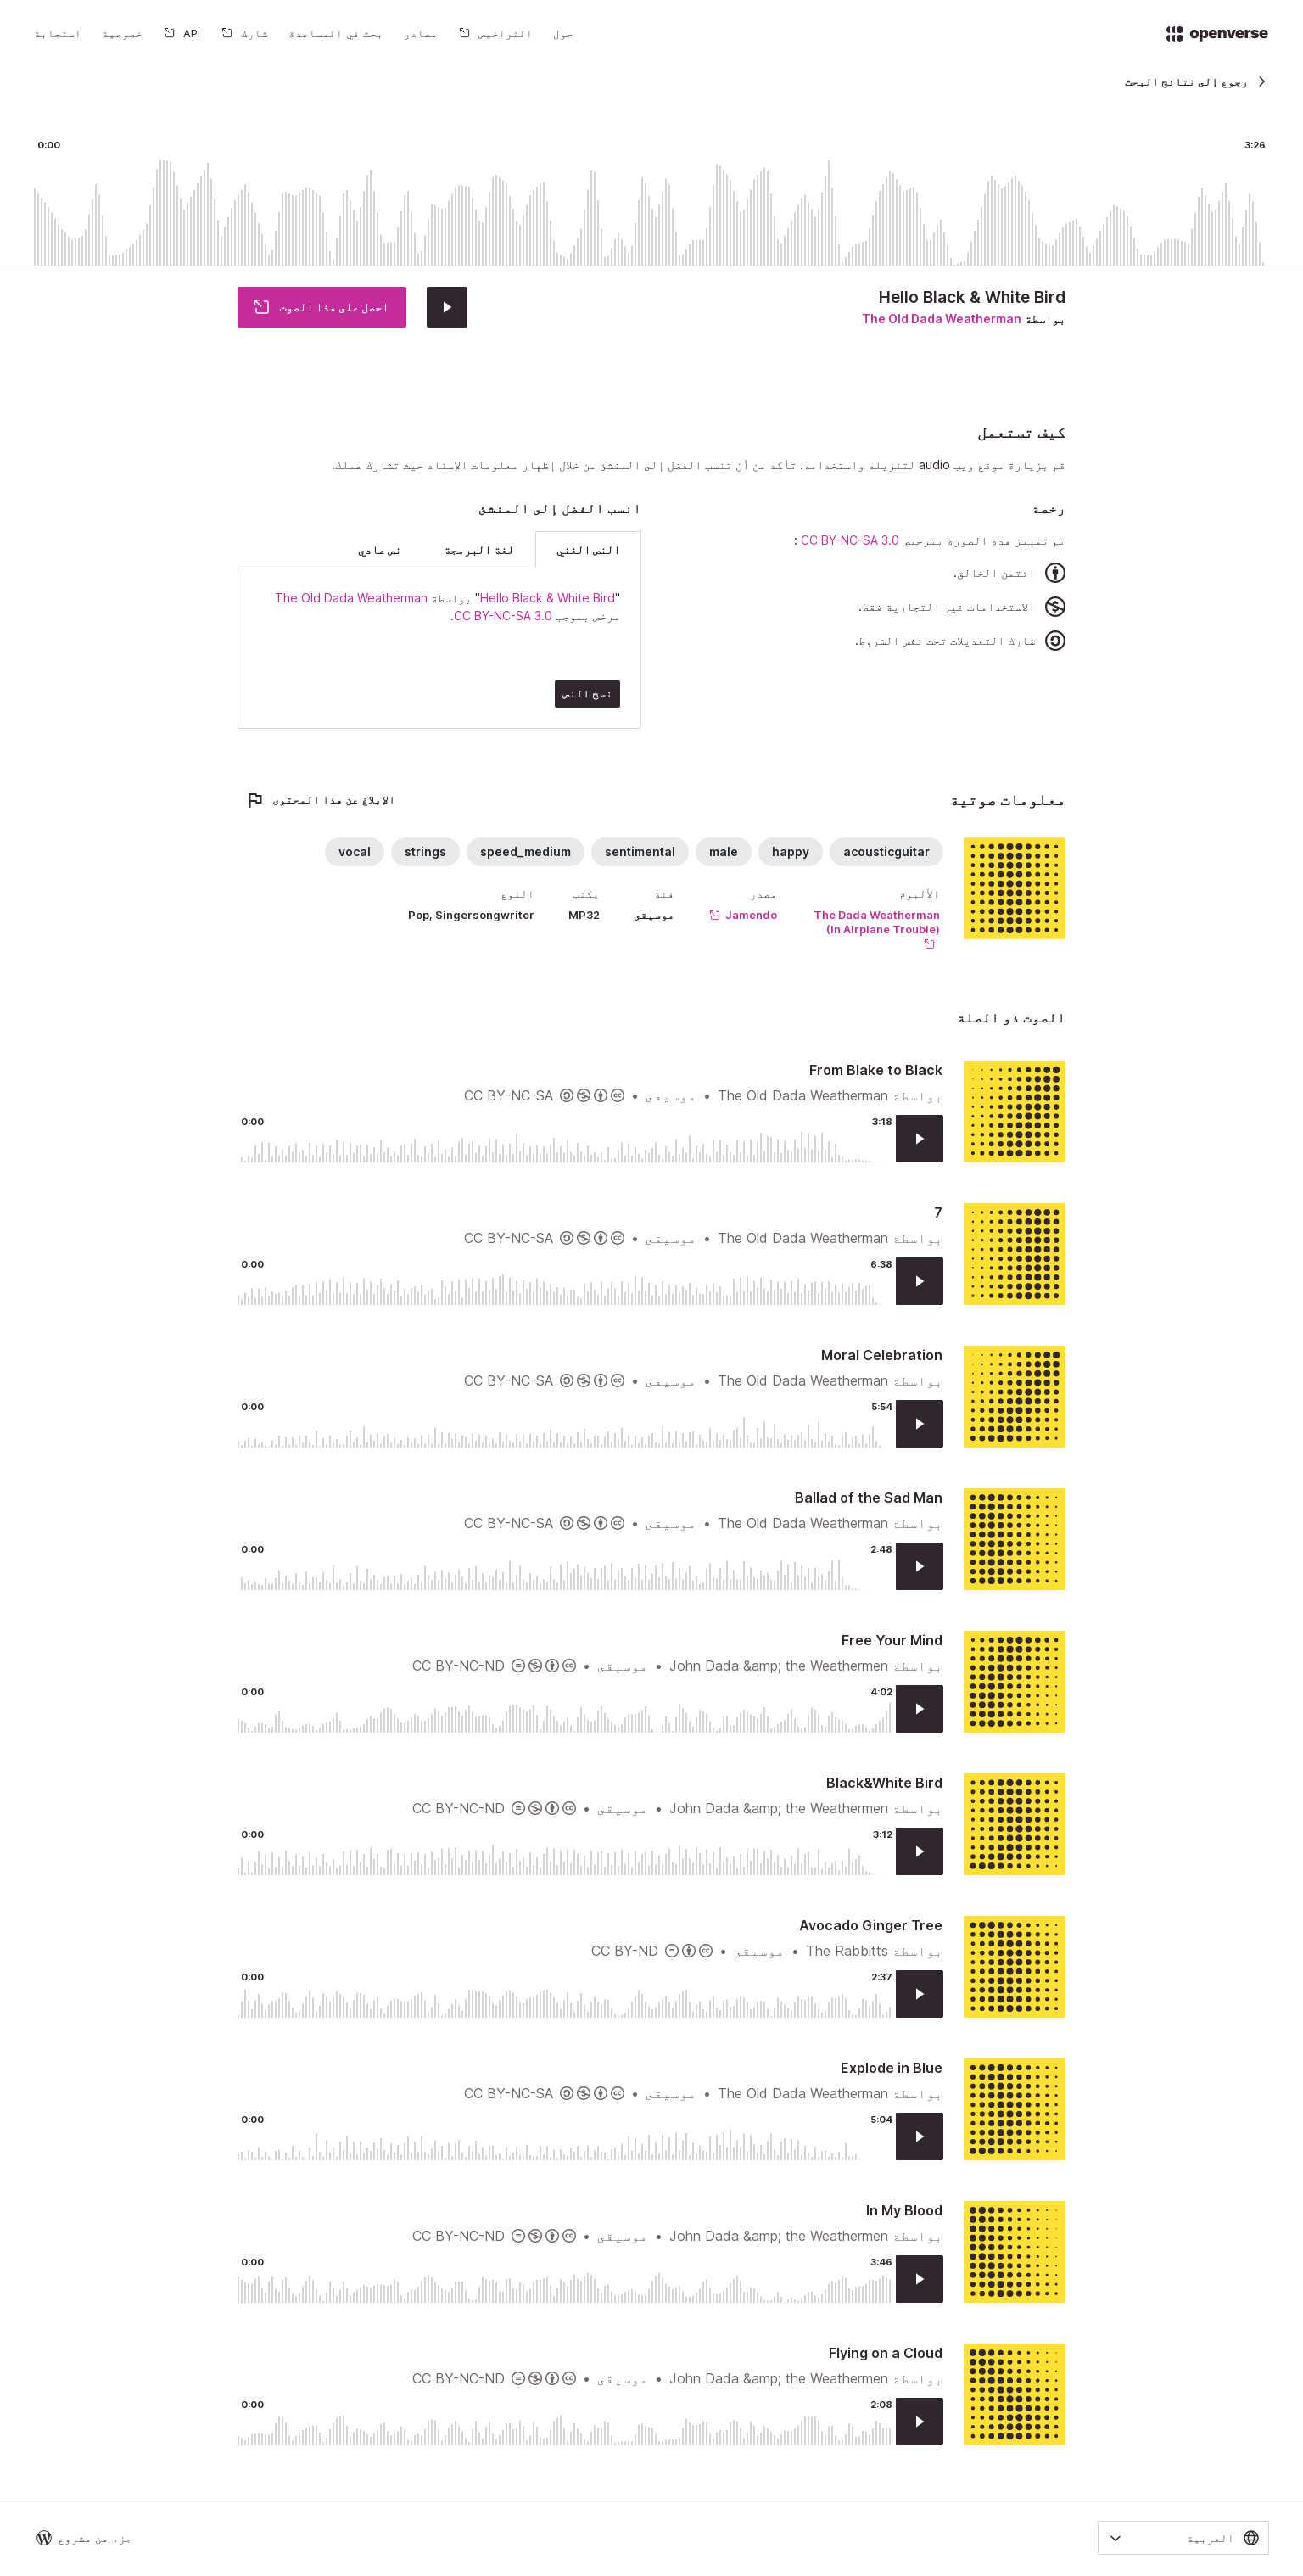 openverse
حول
التراخيص
مصادر
بحث في المساعدة
شارك
API
خصوصية
استجابة
رجوع إلى نتائج البحث
0:00
3:26
Hello Black & White Bird
بواسطة The Old Dada Weatherman
احصل على هذا الصوت
كيف تستعمل
قم بزيارة موقع ويب audio لتنزيله واستخدامه. تأكد من أن تنسب الفضل إلى المنشئ من خلال إظهار معلومات الإسناد حيث تشارك عملك.
رخصة
تم تمييز هذه الصورة بترخيص CC BY-NC-SA 3.0 :
ائتمن الخالق.
الاستخدامات غير التجارية فقط.
شارك التعديلات تحت نفس الشروط.
انسب الفضل إلى المنشئ
النص الغني
لغة البرمجة
نص عادي
"Hello Black & White Bird" بواسطة The Old Dada Weatherman
مرخص بموجب CC BY-NC-SA 3.0.
نسخ النص
معلومات صوتية
الابلاغ عن هذا المحتوى
acousticguitar
happy
male
sentimental
speed_medium
strings
vocal
الألبوم
The Dada Weatherman
(In Airplane Trouble)
مصدر
Jamendo
فئة
موسيقى
يكتب
MP32
النوع
Pop, Singersongwriter
الصوت ذو الصلة
From Blake to Black
بواسطة The Old Dada Weatherman • موسيقى • CC BY-NC-SA
0:00
3:18
7
بواسطة The Old Dada Weatherman • موسيقى • CC BY-NC-SA
0:00
6:38
Moral Celebration
بواسطة The Old Dada Weatherman • موسيقى • CC BY-NC-SA
0:00
5:54
Ballad of the Sad Man
بواسطة The Old Dada Weatherman • موسيقى • CC BY-NC-SA
0:00
2:48
Free Your Mind
بواسطة John Dada &amp; the Weathermen • موسيقى • CC BY-NC-ND
0:00
4:02
Black&White Bird
بواسطة John Dada &amp; the Weathermen • موسيقى • CC BY-NC-ND
0:00
3:12
Avocado Ginger Tree
بواسطة The Rabbitts • موسيقى • CC BY-ND
0:00
2:37
Explode in Blue
بواسطة The Old Dada Weatherman • موسيقى • CC BY-NC-SA
0:00
5:04
In My Blood
بواسطة John Dada &amp; the Weathermen • موسيقى • CC BY-NC-ND
0:00
3:46
Flying on a Cloud
بواسطة John Dada &amp; the Weathermen • موسيقى • CC BY-NC-ND
0:00
2:08
العربية
جزء من مشروع